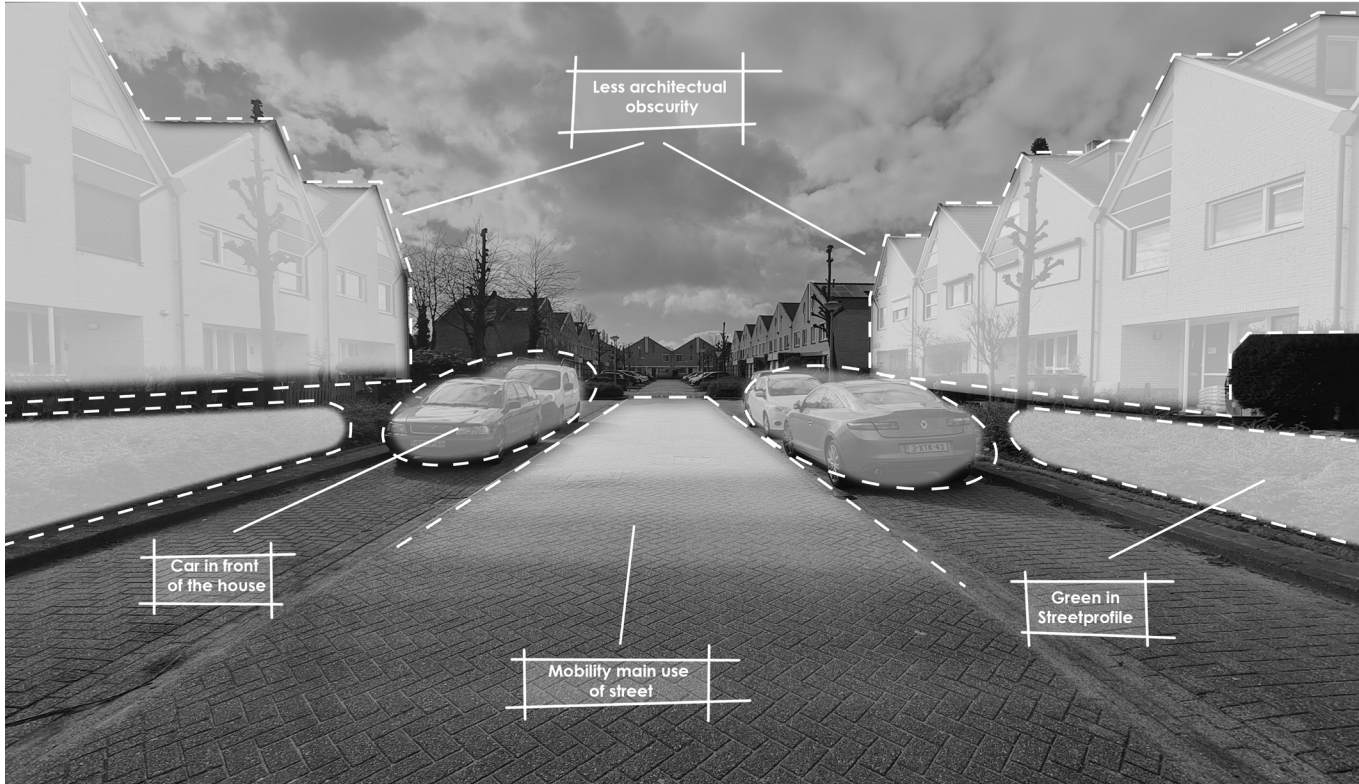 Less architectual
obscurity
Car in front
of the house
Green in
Streetprofile
Mobility main use
of street